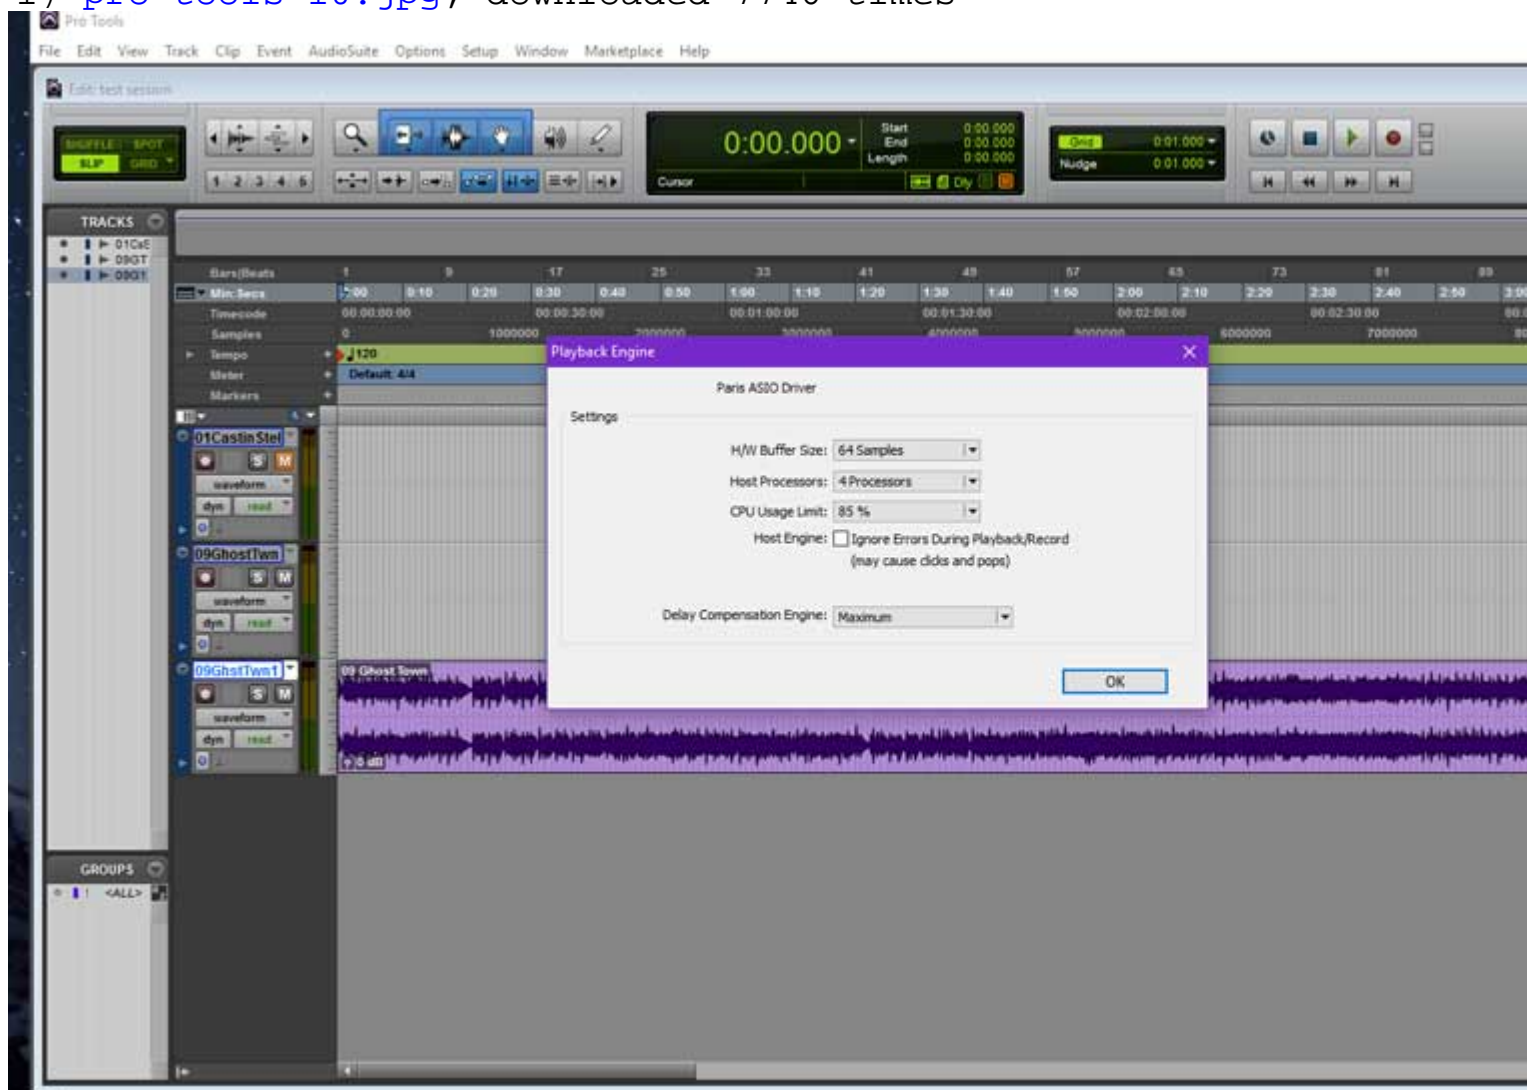 pro tools 10.jpg, downloaded 7740 times
Pro Tools
File Edit View Track Clip Event AudioSuite Options Setup Window Marketplace Help
Edit: test session
SHUFFLE SPOT
SLIP GRID
1 2 3 4 5
0:00.000
Start 0:00.000
End 0:00.000
Length 0:00.000
Cursor
Dly
Grid 0:01.000
Nudge 0:01.000
TRACKS
01CaS
09GT
09GT
Bars|Beats 1 9 17 25 33 41 49 57 65 73 81 89
Min:Secs 0:00 0:10 0:20 0:30 0:40 0:50 1:00 1:10 1:20 1:30 1:40 1:50 2:00 2:10 2:20 2:30 2:40 2:50 3:00
Timecode 00:00:00:00 00:00:30:00 00:01:00:00 00:01:30:00 00:02:00:00 00:02:30:00
Samples 0 1000000 2000000 3000000 4000000 5000000 6000000 7000000
Tempo 120
Meter Default: 4/4
Markers
Playback Engine
Paris ASIO Driver
Settings
H/W Buffer Size: 64 Samples
Host Processors: 4 Processors
CPU Usage Limit: 85 %
Host Engine: Ignore Errors During Playback/Record
(may cause clicks and pops)
Delay Compensation Engine: Maximum
OK
01CastinStel
S M
waveform
dyn read
09GhostTwn
S M
waveform
dyn read
09GhstTwn1
S M
waveform
dyn read
09 Ghost Town
0 dB
GROUPS
! <ALL>